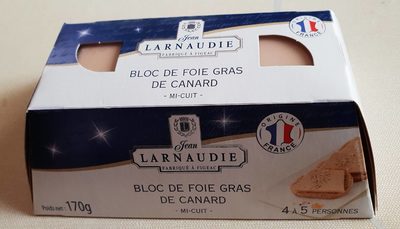 Jean
LARNAUDIE
FABRIQUÉ À FIGEAC
ORIGINE
FRANCE
BLOC DE FOIE GRAS
DE CANARD
- MI-CUIT -
Jean
LARNAUDIE
FABRIQUÉ À FIGEAC
ORIGINE
FRANCE
BLOC DE FOIE GRAS
DE CANARD
- MI-CUIT -
Poids net : 170g
4 À 5 PERSONNES